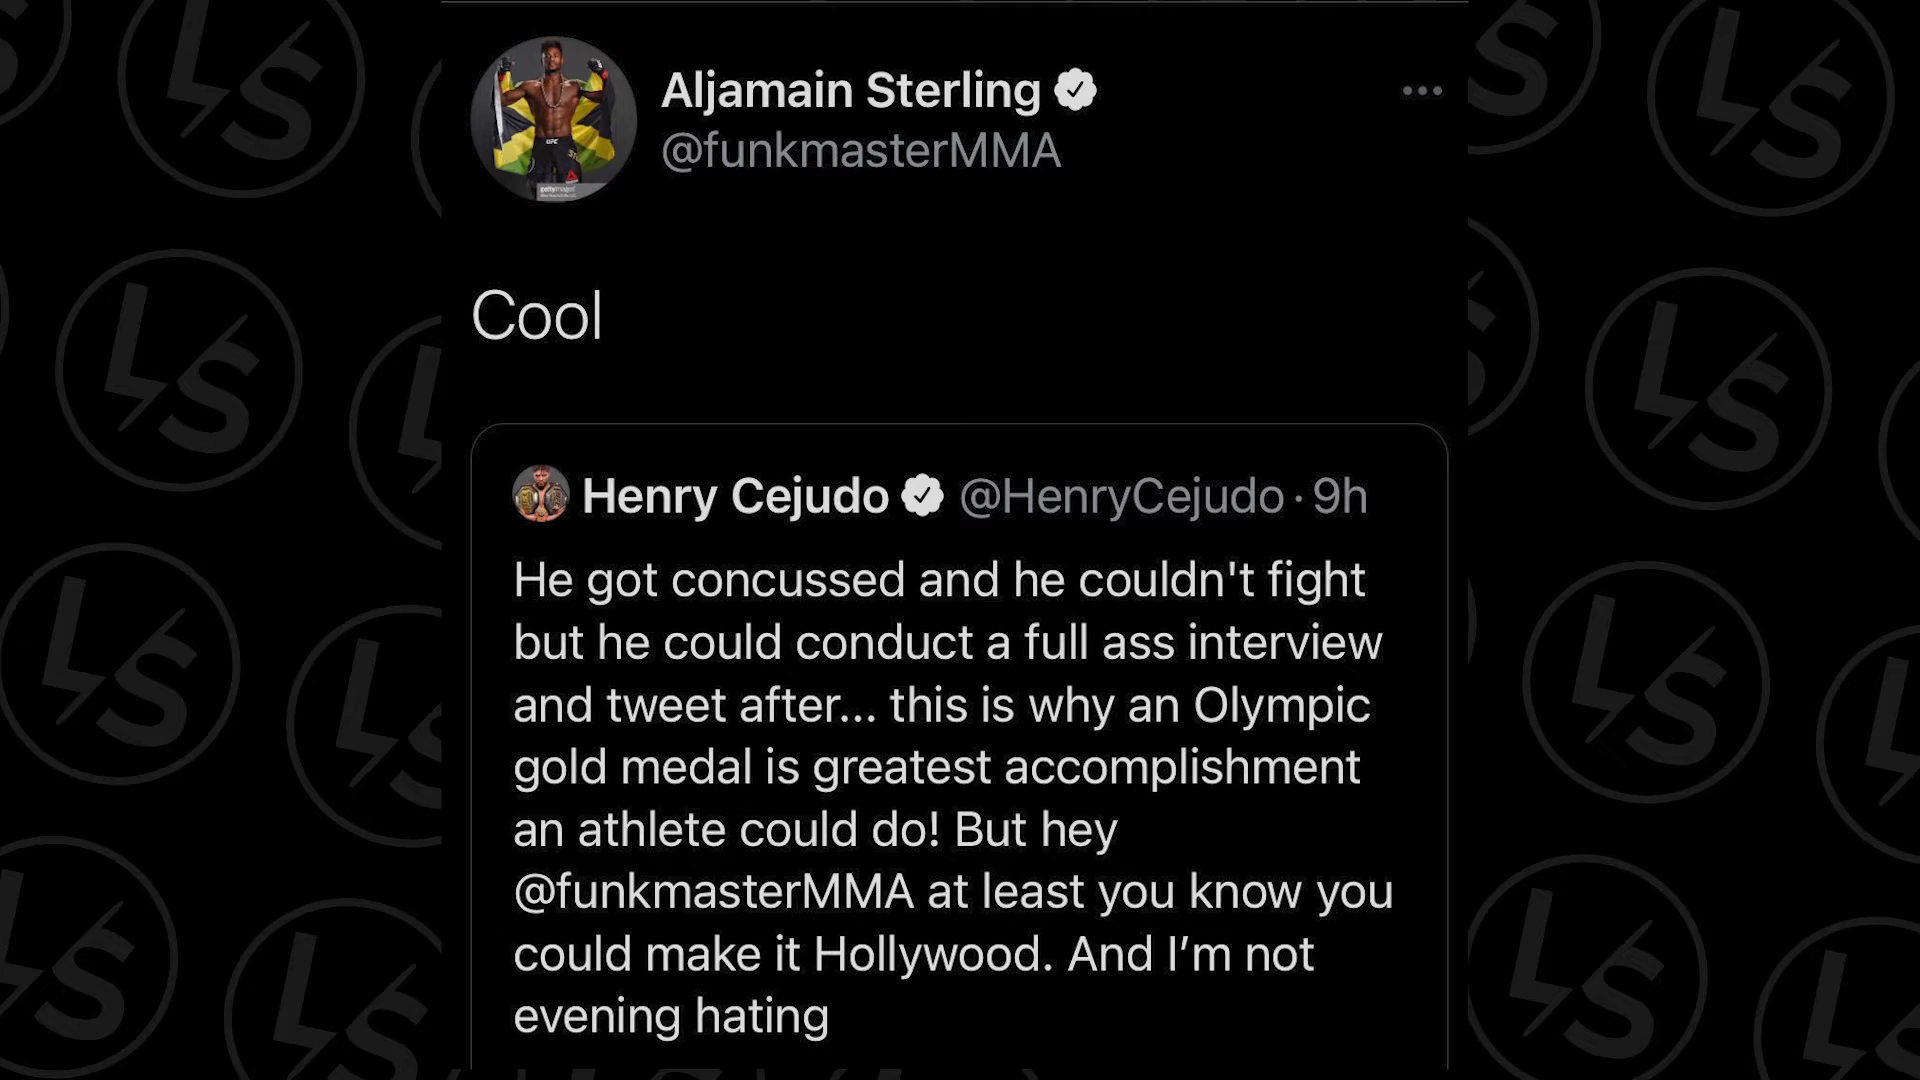 Aljamain Sterling
@funkmasterMMA
Cool
Henry Cejudo @HenryCejudo · 9h
He got concussed and he couldn't fight
but he could conduct a full ass interview
and tweet after... this is why an Olympic
gold medal is greatest accomplishment
an athlete could do! But hey
@funkmasterMMA at least you know you
could make it Hollywood. And I’m not
evening hating